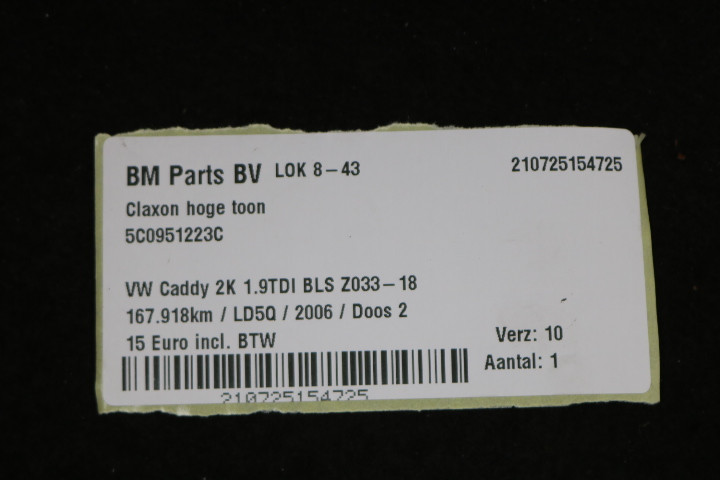 BM Parts BV LOK 8-43 210725154725
Claxon hoge toon
5C0951223C
VW Caddy 2K 1.9TDI BLS Z033-18
167.918km / LD5Q / 2006 / Doos 2
15 Euro incl. BTW Verz: 10
Aantal: 1
210725154725